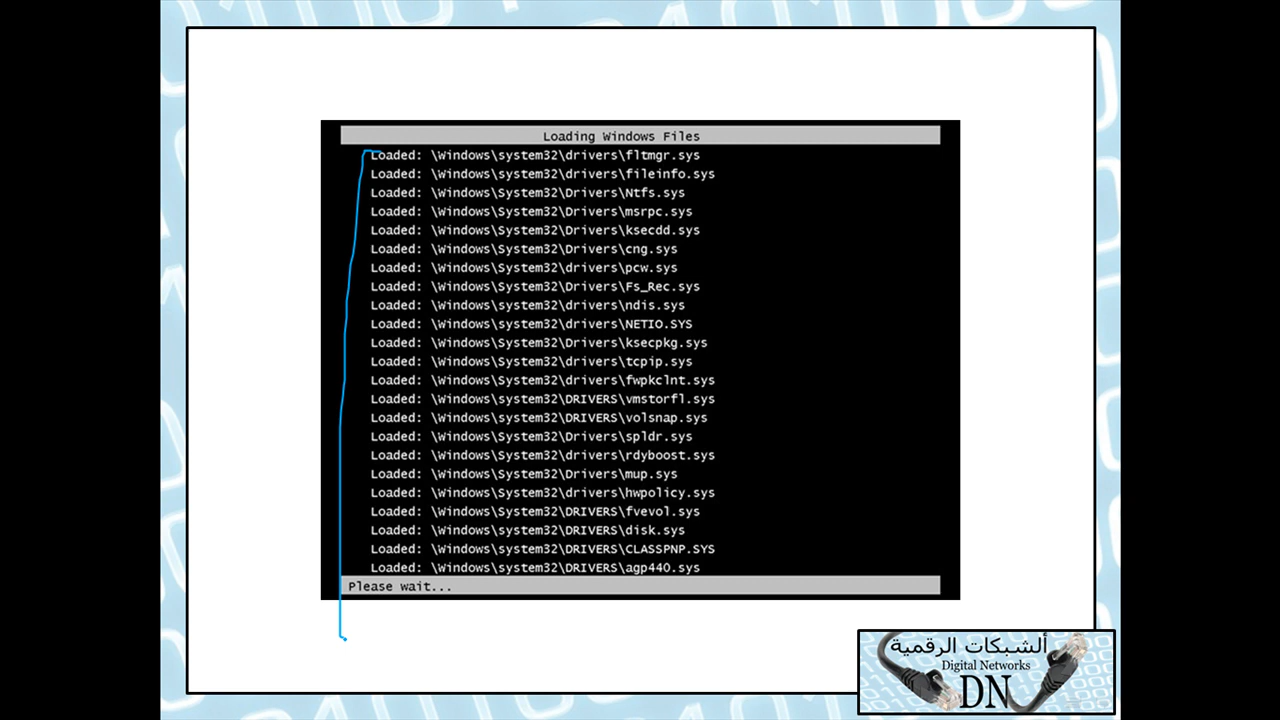 Loading Windows Files
Loaded: \Windows\system32\drivers\fltmgr.sys
Loaded: \Windows\system32\drivers\fileinfo.sys
Loaded: \Windows\System32\Drivers\Ntfs.sys
Loaded: \Windows\System32\Drivers\msrpc.sys
Loaded: \Windows\System32\Drivers\ksecdd.sys
Loaded: \Windows\System32\Drivers\cng.sys
Loaded: \Windows\System32\drivers\pcw.sys
Loaded: \Windows\System32\Drivers\Fs_Rec.sys
Loaded: \Windows\system32\drivers\ndis.sys
Loaded: \Windows\system32\drivers\NETIO.SYS
Loaded: \Windows\System32\Drivers\ksecpkg.sys
Loaded: \Windows\System32\drivers\tcpip.sys
Loaded: \Windows\System32\drivers\fwpkclnt.sys
Loaded: \Windows\system32\DRIVERS\vmstorfl.sys
Loaded: \Windows\system32\DRIVERS\volsnap.sys
Loaded: \Windows\System32\Drivers\spldr.sys
Loaded: \Windows\System32\drivers\rdyboost.sys
Loaded: \Windows\System32\Drivers\mup.sys
Loaded: \Windows\System32\drivers\hwpolicy.sys
Loaded: \Windows\System32\DRIVERS\fvevol.sys
Loaded: \Windows\system32\DRIVERS\disk.sys
Loaded: \Windows\system32\DRIVERS\CLASSPNP.SYS
Loaded: \Windows\system32\DRIVERS\agp440.sys
Please wait...
ألشبكات الرقمية
Digital Networks
DN